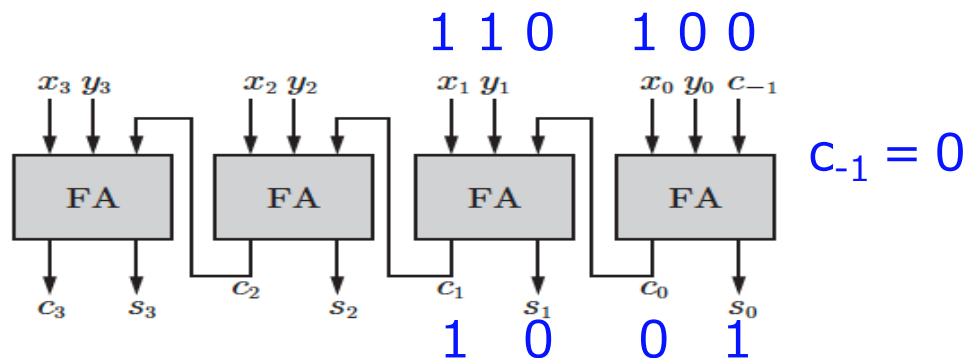 1 1 0 1 0 0
x₃ y₃ x₂ y₂ x₁ y₁ x₀ y₀ c₋₁
FA FA FA FA c₋₁ = 0
c₃ s₃ c₂ s₂ c₁ s₁ c₀ s₀
1 0 0 1